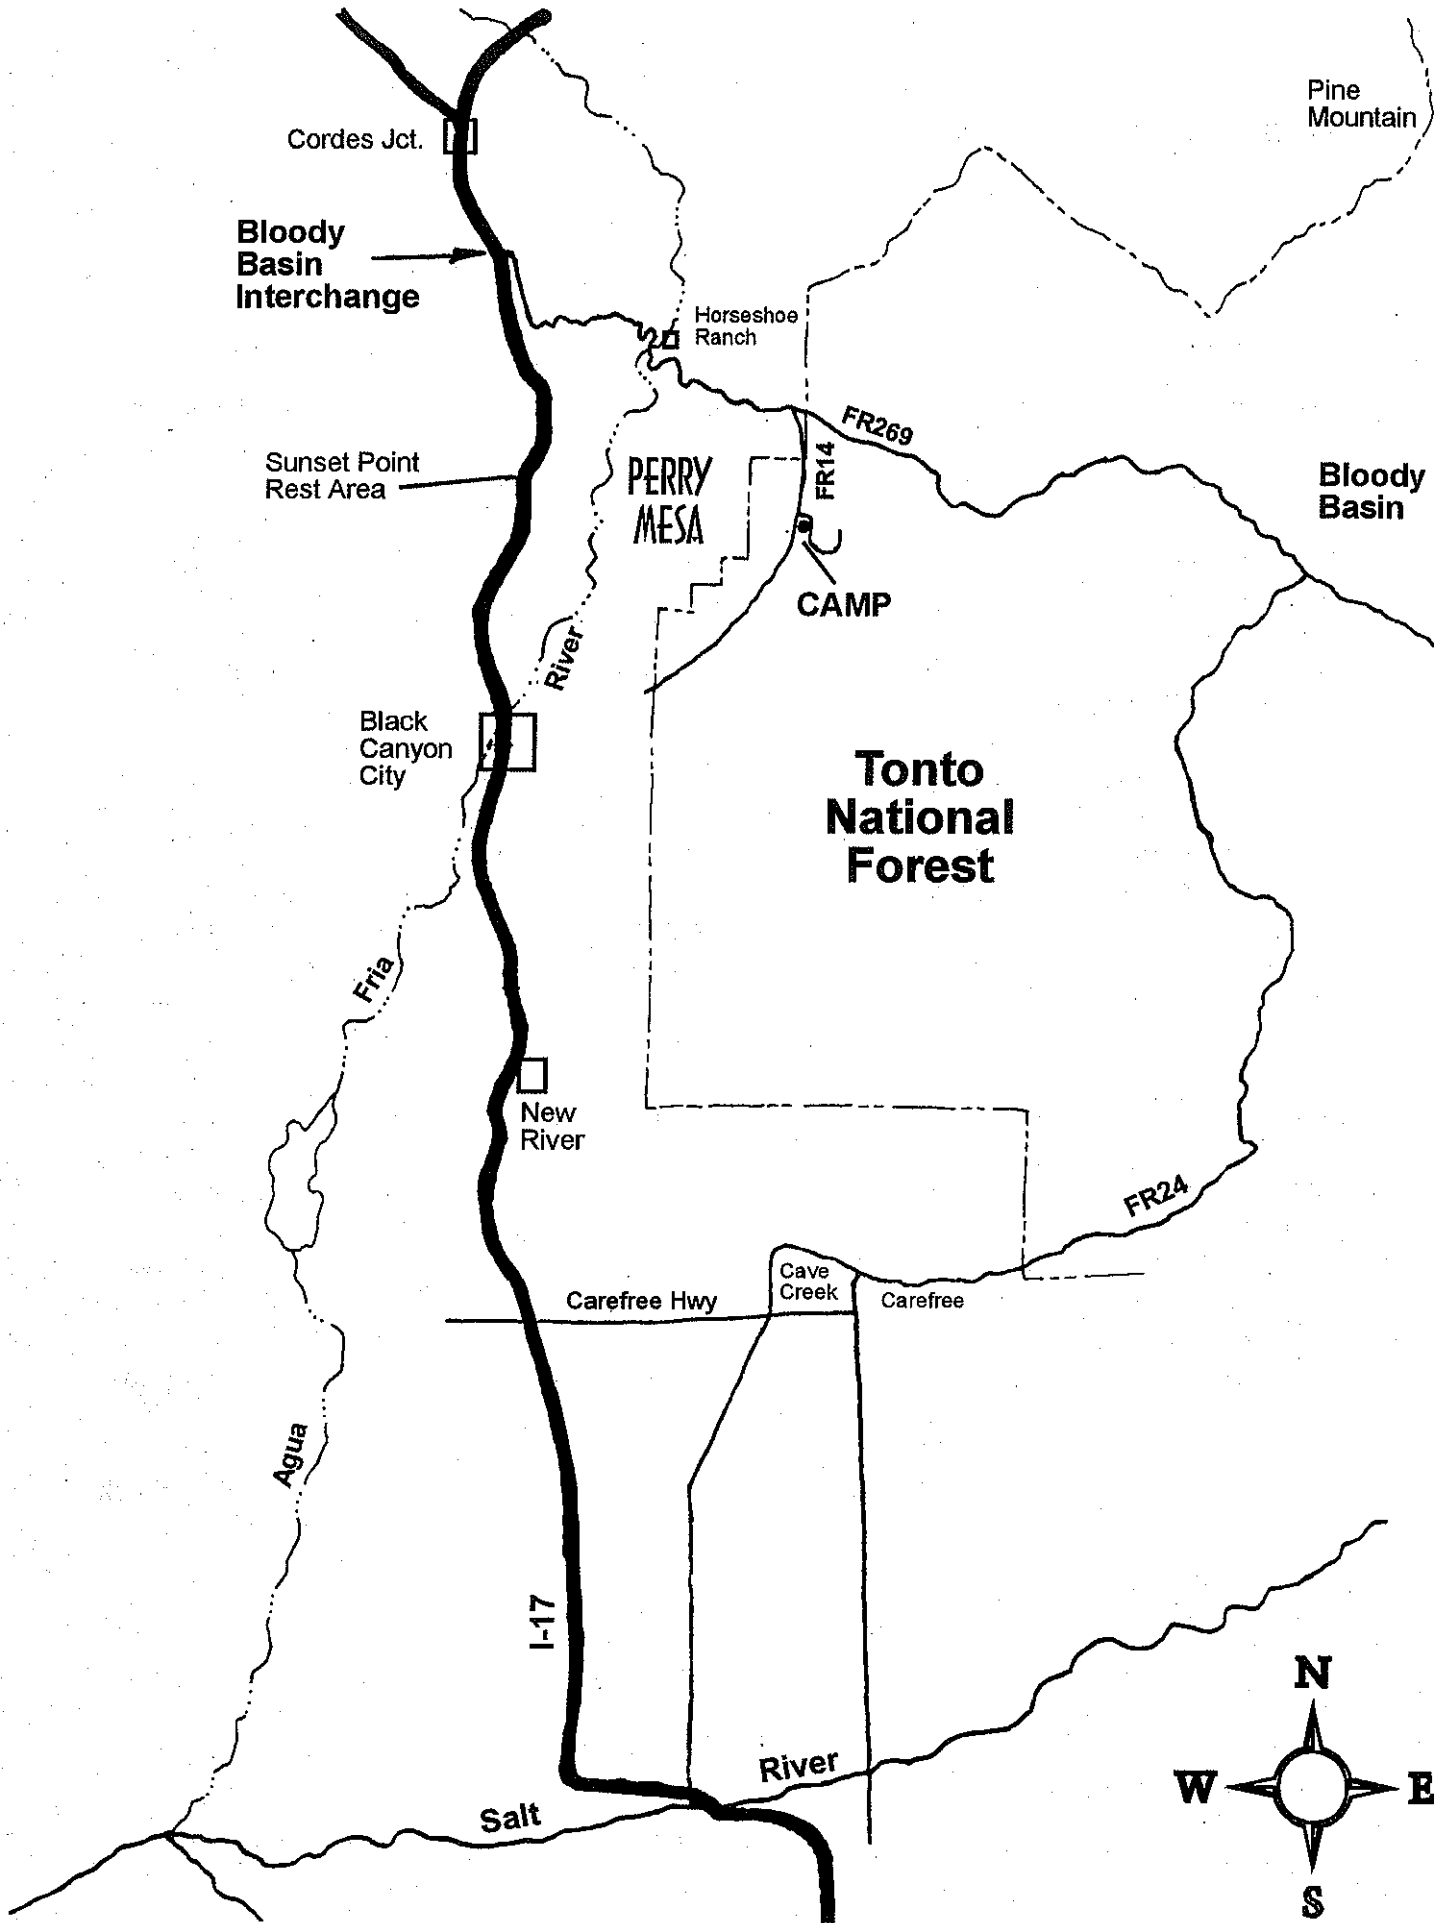 Pine
Mountain
Cordes Jct.
Bloody
Basin
Interchange
Horseshoe
Ranch
FR269
FR14
Sunset Point
Rest Area
PERRY
MESA
Bloody
Basin
CAMP
River
Black
Canyon
City
Tonto
National
Forest
Fria
New
River
FR24
Cave
Creek
Carefree Hwy
Carefree
Agua
I-17
N
River
W
E
Salt
S